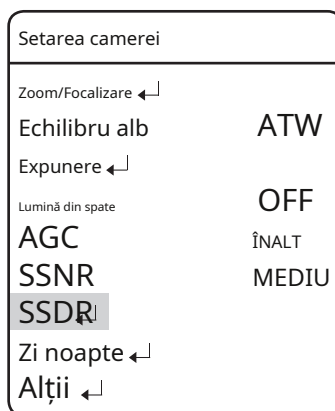 Setarea camerei
Zoom/Focalizare ↵
Echilibru alb ATW
Expunere ↵
Lumină din spate OFF
AGC ÎNALT
SSNR MEDIU
SSDR ↵
Zi noapte ↵
Alții ↵